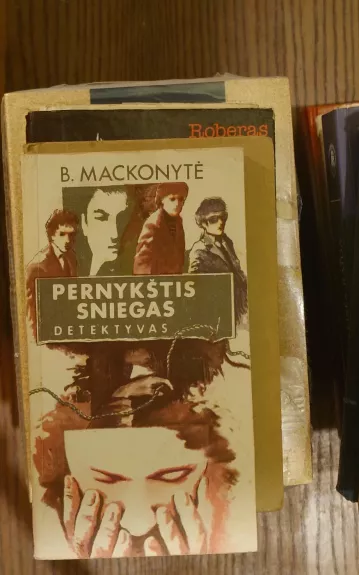 Roberas
B. MACKONYTĖ
PERNYKŠTIS
SNIEGAS
DETEKTYVAS